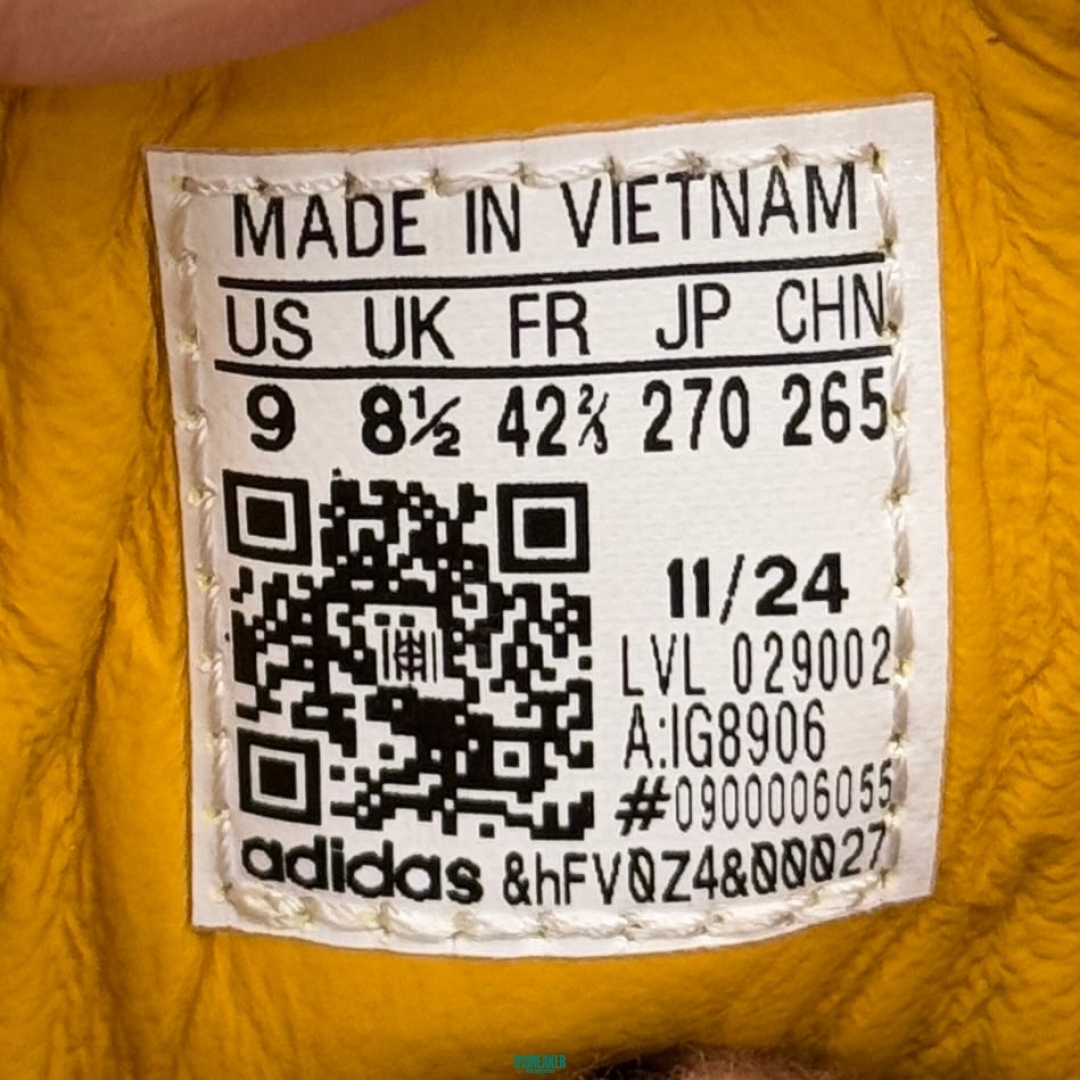 MADE IN VIETNAM
US UK FR JP CHN
9 8½ 42⅔ 270 265
11/24
LVL 029002
A:IG8906
#0900006055
adidas &hFV0Z4&00027